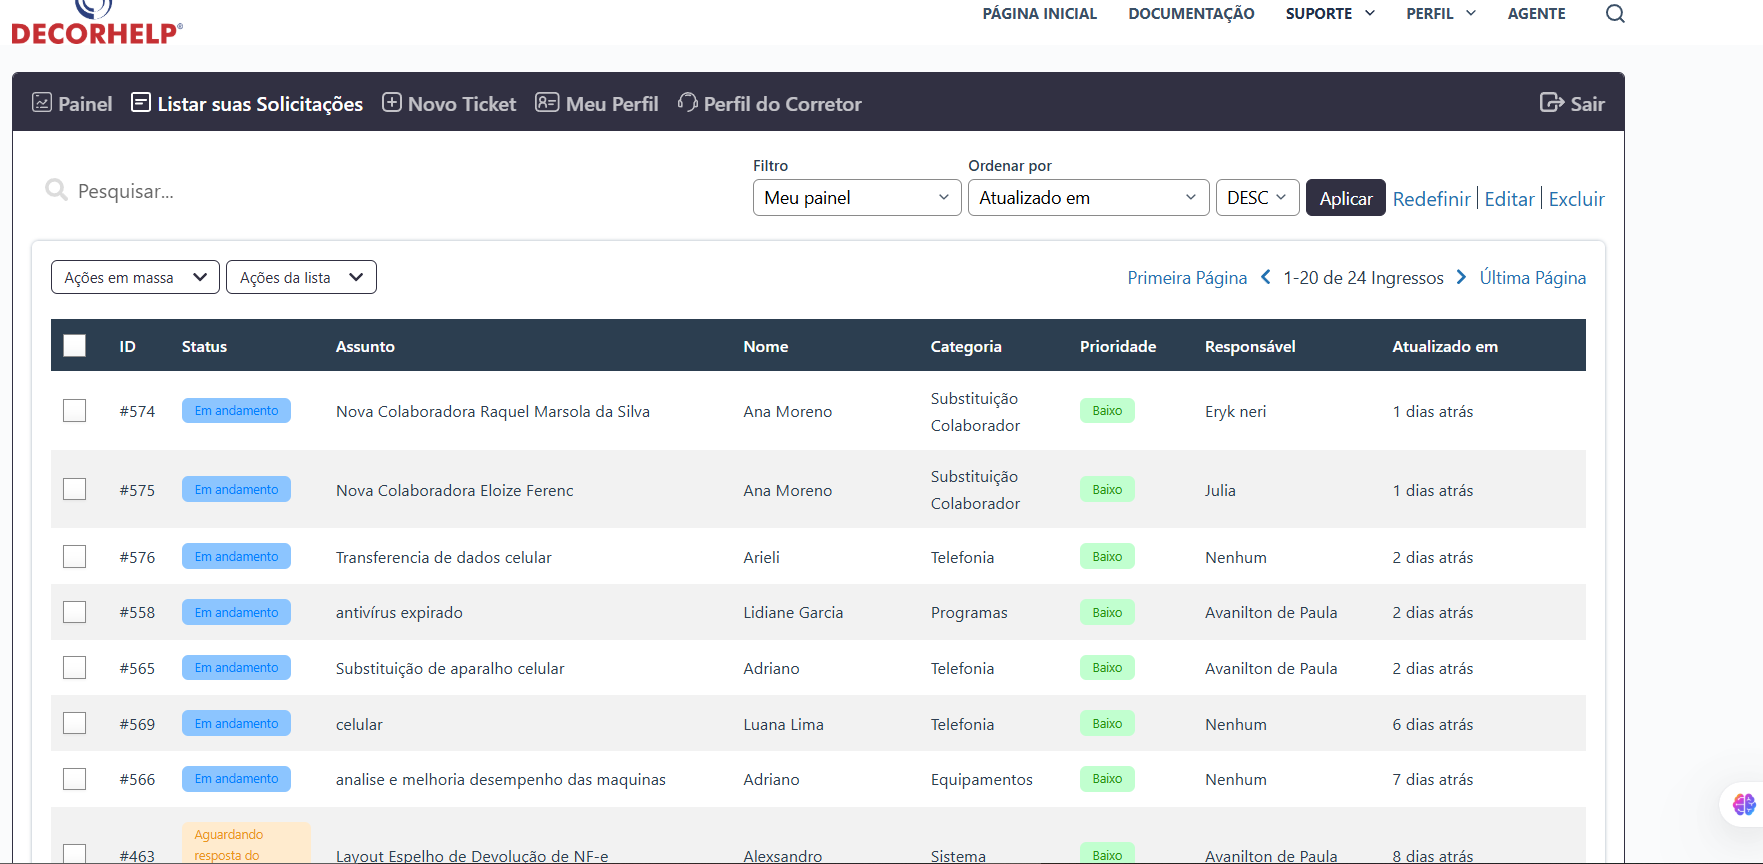 DECORHELP®
PÁGINA INICIAL DOCUMENTAÇÃO SUPORTE PERFIL AGENTE
Painel Listar suas Solicitações Novo Ticket Meu Perfil Perfil do Corretor Sair
Filtro Ordenar por
Pesquisar... Meu painel Atualizado em DESC Aplicar Redefinir Editar Excluir
Ações em massa Ações da lista Primeira Página 1-20 de 24 Ingressos Última Página
ID Status Assunto Nome Categoria Prioridade Responsável Atualizado em
#574 Em andamento Nova Colaboradora Raquel Marsola da Silva Ana Moreno Substituição Colaborador Baixo Eryk neri 1 dias atrás
#575 Em andamento Nova Colaboradora Eloize Ferenc Ana Moreno Substituição Colaborador Baixo Julia 1 dias atrás
#576 Em andamento Transferencia de dados celular Arieli Telefonia Baixo Nenhum 2 dias atrás
#558 Em andamento antivírus expirado Lidiane Garcia Programas Baixo Avanilton de Paula 2 dias atrás
#565 Em andamento Substituição de aparalho celular Adriano Telefonia Baixo Avanilton de Paula 2 dias atrás
#569 Em andamento celular Luana Lima Telefonia Baixo Nenhum 6 dias atrás
#566 Em andamento analise e melhoria desempenho das maquinas Adriano Equipamentos Baixo Nenhum 7 dias atrás
#463 Aguardando resposta do Layout Espelho de Devolução de NF-e Alexsandro Sistema Baixo Avanilton de Paula 8 dias atrás